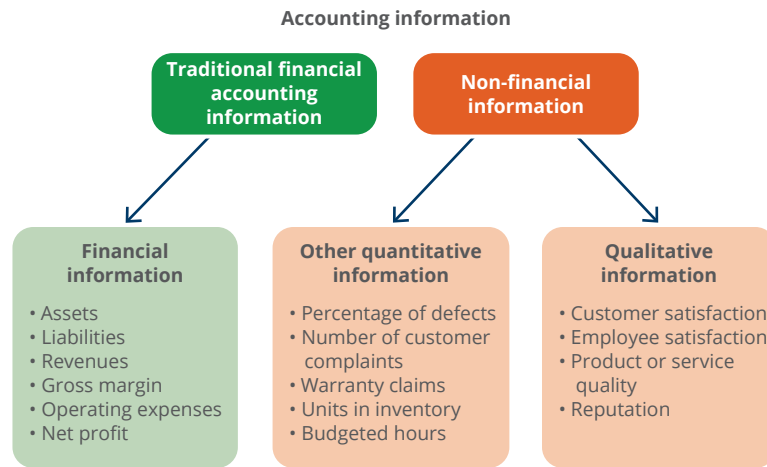 Accounting information
Traditional financial
accounting
information
Non-financial
information
Financial
information
• Assets
• Liabilities
• Revenues
• Gross margin
• Operating expenses
• Net profit
Other quantitative
information
• Percentage of defects
• Number of customer
complaints
• Warranty claims
• Units in inventory
• Budgeted hours
Qualitative
information
• Customer satisfaction
• Employee satisfaction
• Product or service
quality
• Reputation